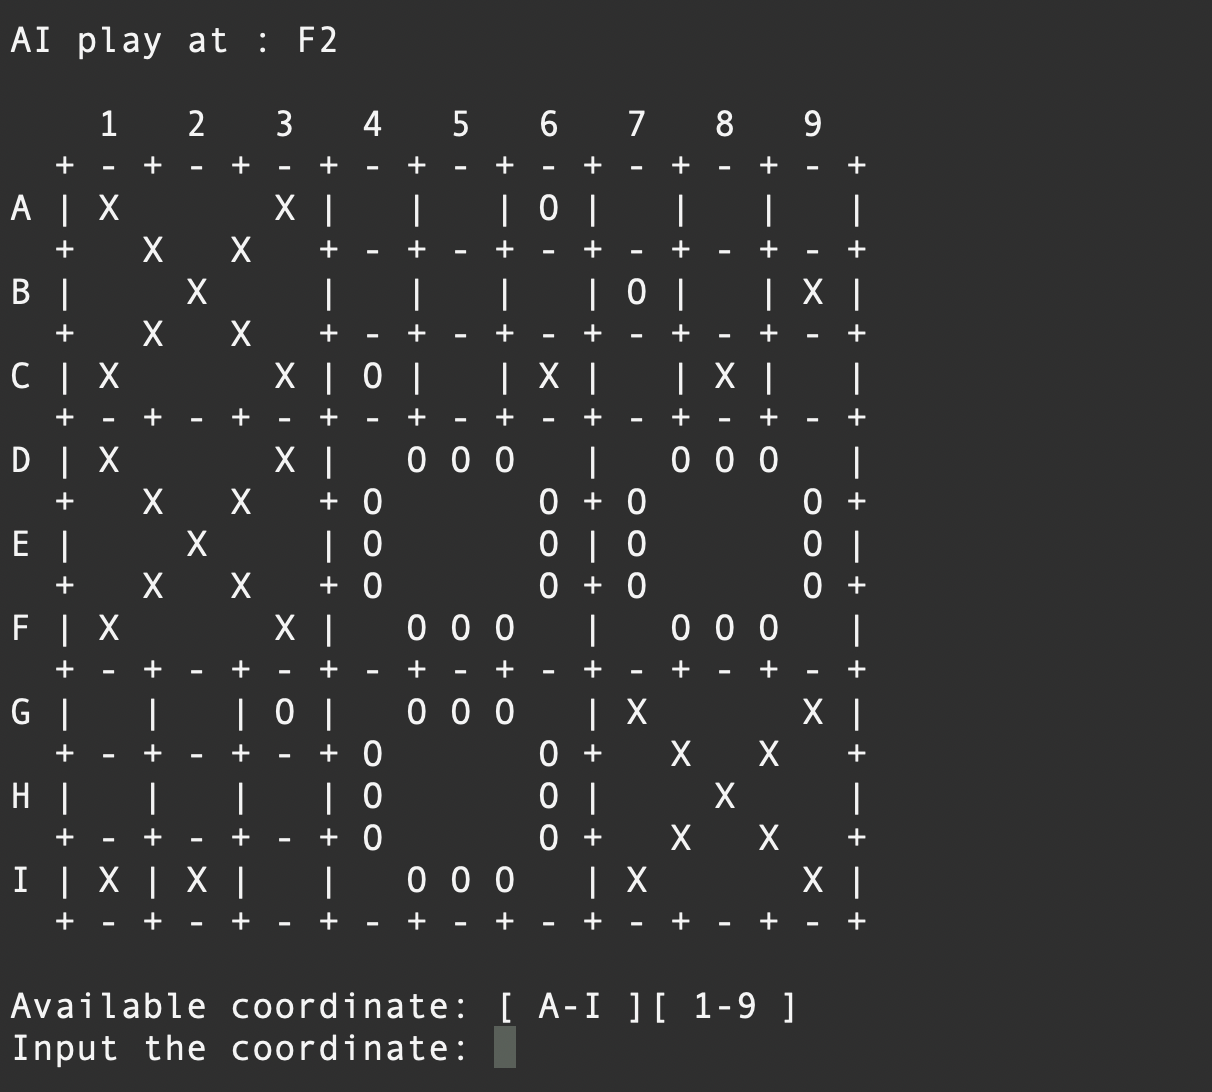 AI play at : F2
    1   2   3   4   5   6   7   8   9
  + - + - + - + - + - + - + - + - + - +
A | X       X |   |   | O |   |   |   |
  +   X   X   + - + - + - + - + - + - +
B |     X     |   |   |   | O |   | X |
  +   X   X   + - + - + - + - + - + - +
C | X       X | O |   | X |   | X |   |
  + - + - + - + - + - + - + - + - + - +
D | X       X |   O O O   |   O O O   |
  +   X   X   + O       O + O       O +
E |     X     | O       O | O       O |
  +   X   X   + O       O + O       O +
F | X       X |   O O O   |   O O O   |
  + - + - + - + - + - + - + - + - + - +
G |   |   | O |   O O O   | X       X |
  + - + - + - + O       O +   X   X   +
H |   |   |   | O       O |     X     |
  + - + - + - + O       O +   X   X   +
I | X | X |   |   O O O   | X       X |
  + - + - + - + - + - + - + - + - + - +
Available coordinate: [ A-I ][ 1-9 ]
Input the coordinate: